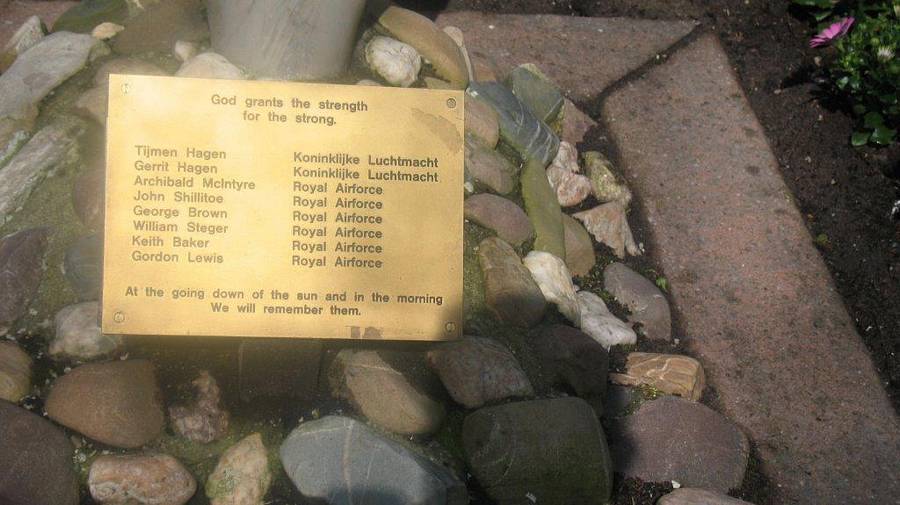 God grants the strength
for the strong.
Tijmen Hagen Koninklijke Luchtmacht
Gerrit Hagen Koninklijke Luchtmacht
Archibald McIntyre Royal Airforce
John Shillitoe Royal Airforce
George Brown Royal Airforce
William Steger Royal Airforce
Keith Baker Royal Airforce
Gordon Lewis Royal Airforce
At the going down of the sun and in the morning
We will remember them.